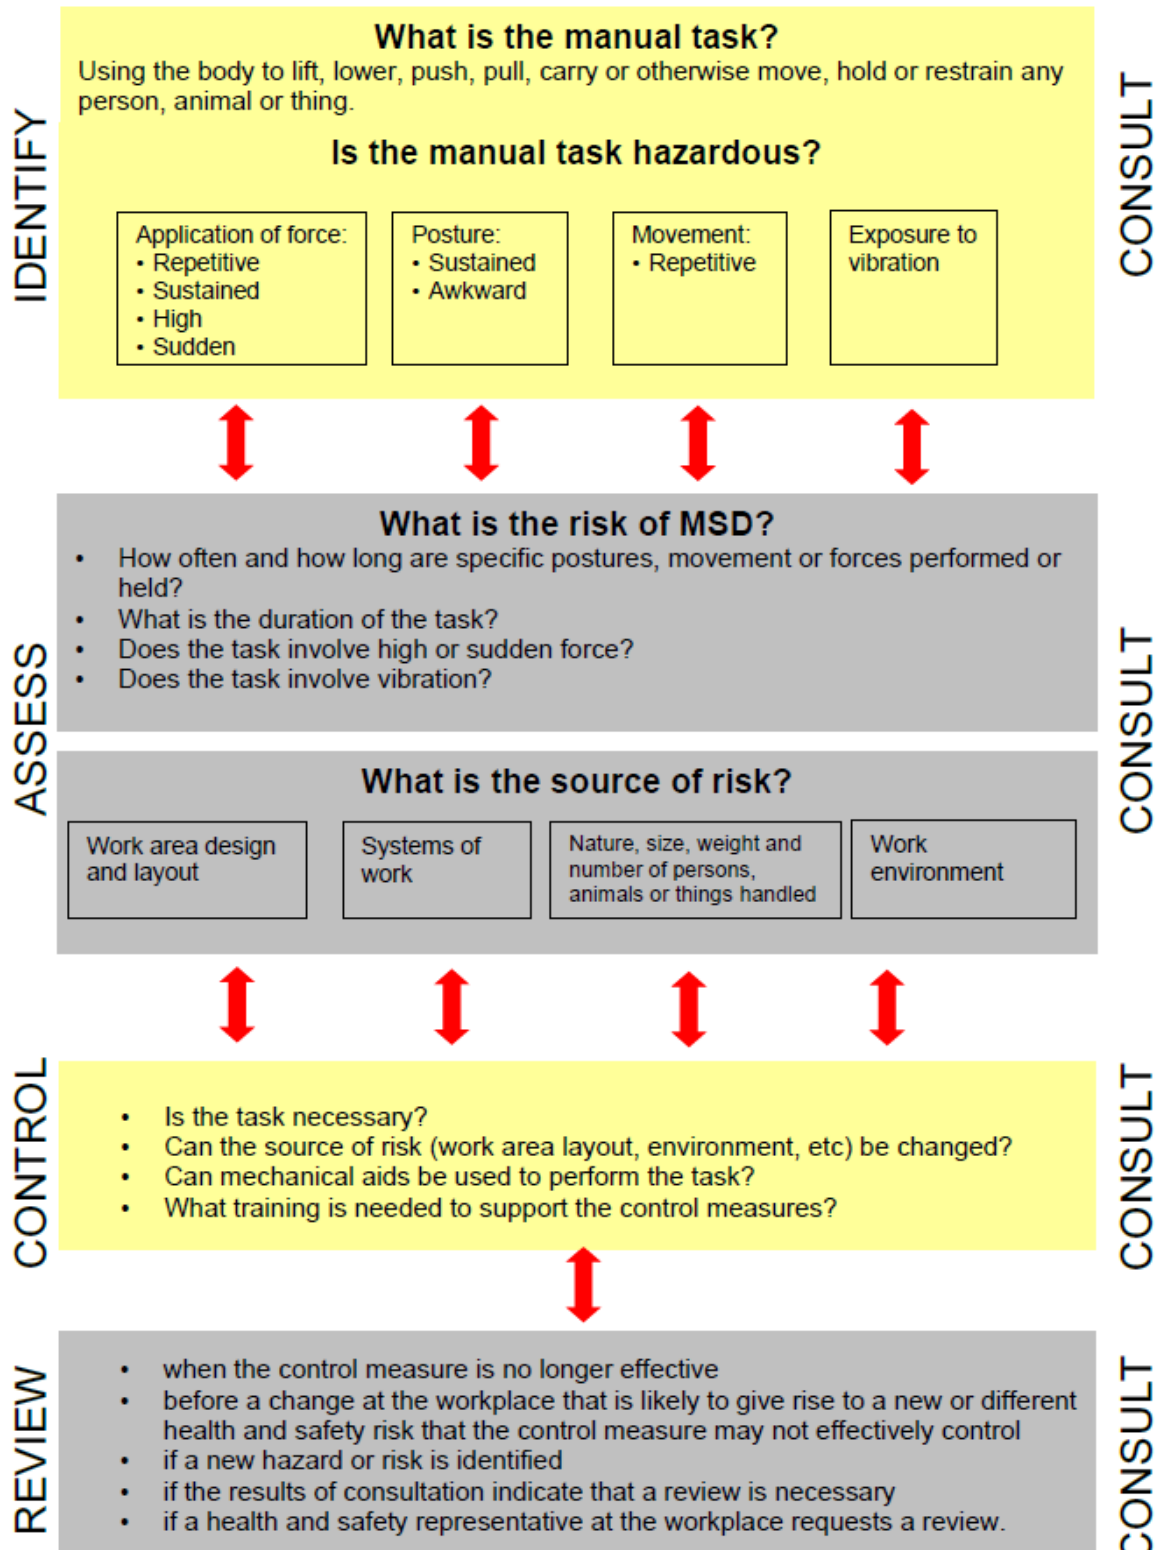 IDENTIFY
CONSULT
What is the manual task?
Using the body to lift, lower, push, pull, carry or otherwise move, hold or restrain any
person, animal or thing.
Is the manual task hazardous?
Application of force:
• Repetitive
• Sustained
• High
• Sudden
Posture:
• Sustained
• Awkward
Movement:
• Repetitive
Exposure to
vibration
ASSESS
CONSULT
What is the risk of MSD?
• How often and how long are specific postures, movement or forces performed or
held?
• What is the duration of the task?
• Does the task involve high or sudden force?
• Does the task involve vibration?
What is the source of risk?
Work area design
and layout
Systems of
work
Nature, size, weight and
number of persons,
animals or things handled
Work
environment
CONTROL
CONSULT
• Is the task necessary?
• Can the source of risk (work area layout, environment, etc) be changed?
• Can mechanical aids be used to perform the task?
• What training is needed to support the control measures?
REVIEW
CONSULT
• when the control measure is no longer effective
• before a change at the workplace that is likely to give rise to a new or different
health and safety risk that the control measure may not effectively control
• if a new hazard or risk is identified
• if the results of consultation indicate that a review is necessary
• if a health and safety representative at the workplace requests a review.